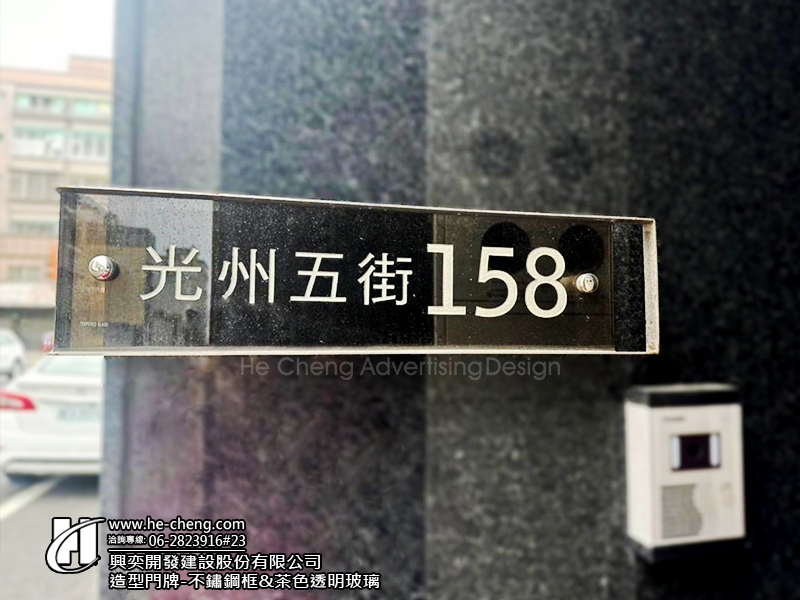 光州五街158
TEMPERED GLASS
He Cheng AdvertisingDesign
www.he-cheng.com
洽詢專線: 06-2823916#23
興奕開發建設股份有限公司
造型門牌-不鏽鋼框&茶色透明玻璃